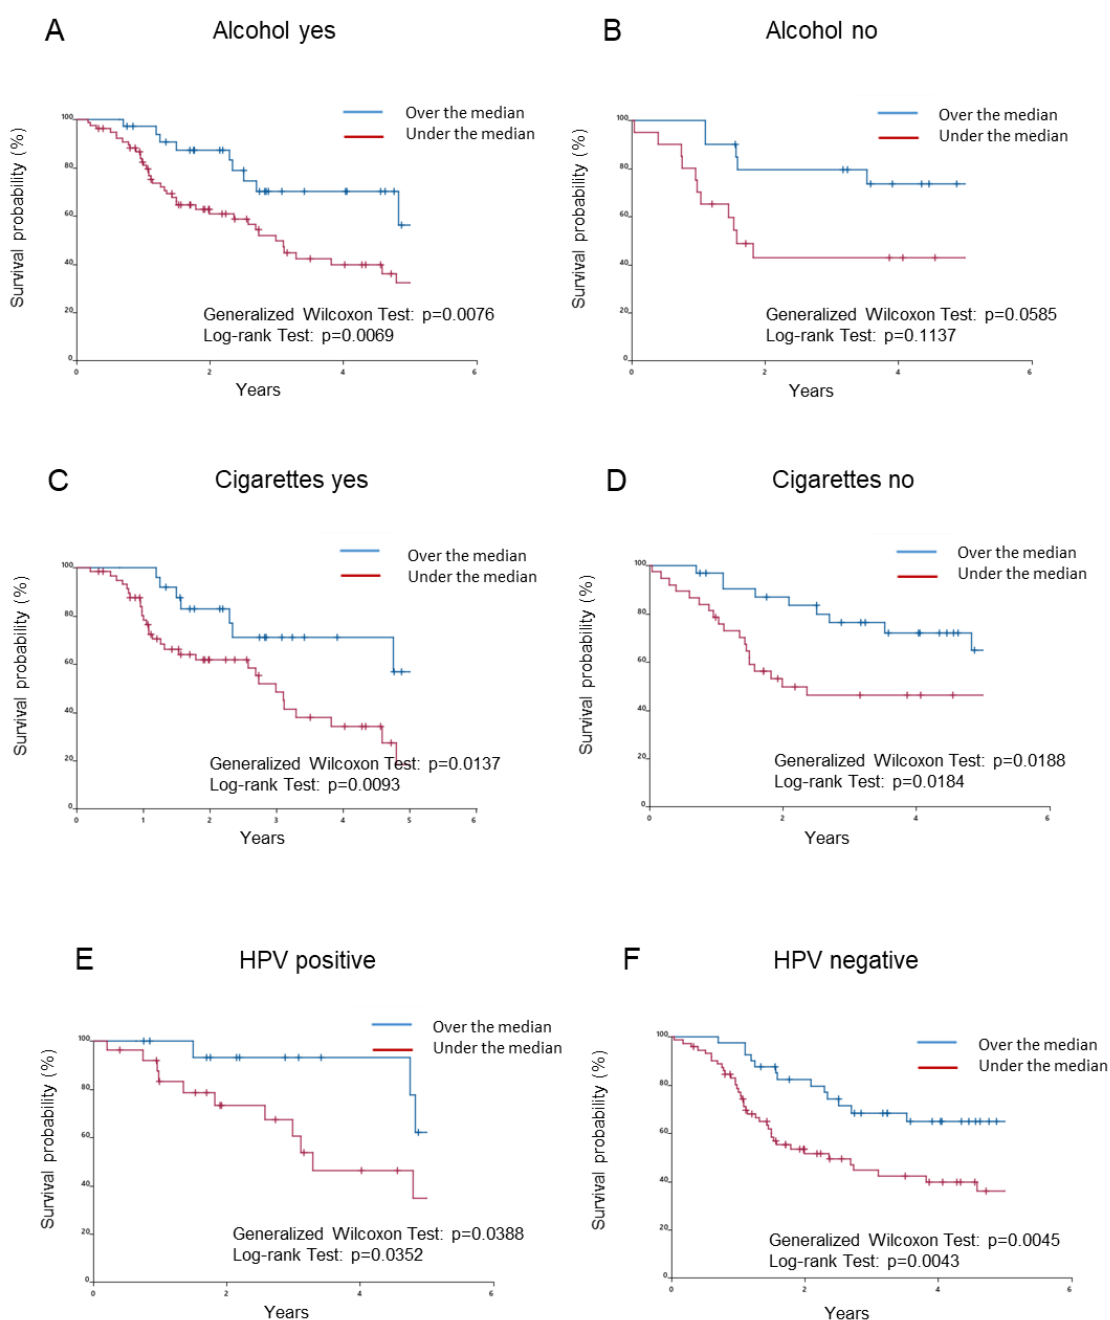 A Alcohol yes
Over the median
Under the median
Survival probability (%)
100
80
60
40
20
0
Generalized Wilcoxon Test: p=0.0076
Log-rank Test: p=0.0069
0 2 4 6
Years
B Alcohol no
Over the median
Under the median
Survival probability (%)
100
80
60
40
20
0
Generalized Wilcoxon Test: p=0.0585
Log-rank Test: p=0.1137
0 2 4 6
Years
C Cigarettes yes
Over the median
Under the median
Survival probability (%)
100
80
60
40
20
0
Generalized Wilcoxon Test: p=0.0137
Log-rank Test: p=0.0093
0 1 2 3 4 5 6
Years
D Cigarettes no
Over the median
Under the median
Survival probability (%)
100
80
60
40
20
0
Generalized Wilcoxon Test: p=0.0188
Log-rank Test: p=0.0184
0 2 4 6
Years
E HPV positive
Over the median
Under the median
Survival probability (%)
100
80
60
40
20
0
Generalized Wilcoxon Test: p=0.0388
Log-rank Test: p=0.0352
0 2 4 6
Years
F HPV negative
Over the median
Under the median
Survival probability (%)
100
80
60
40
20
0
Generalized Wilcoxon Test: p=0.0045
Log-rank Test: p=0.0043
0 2 4 6
Years